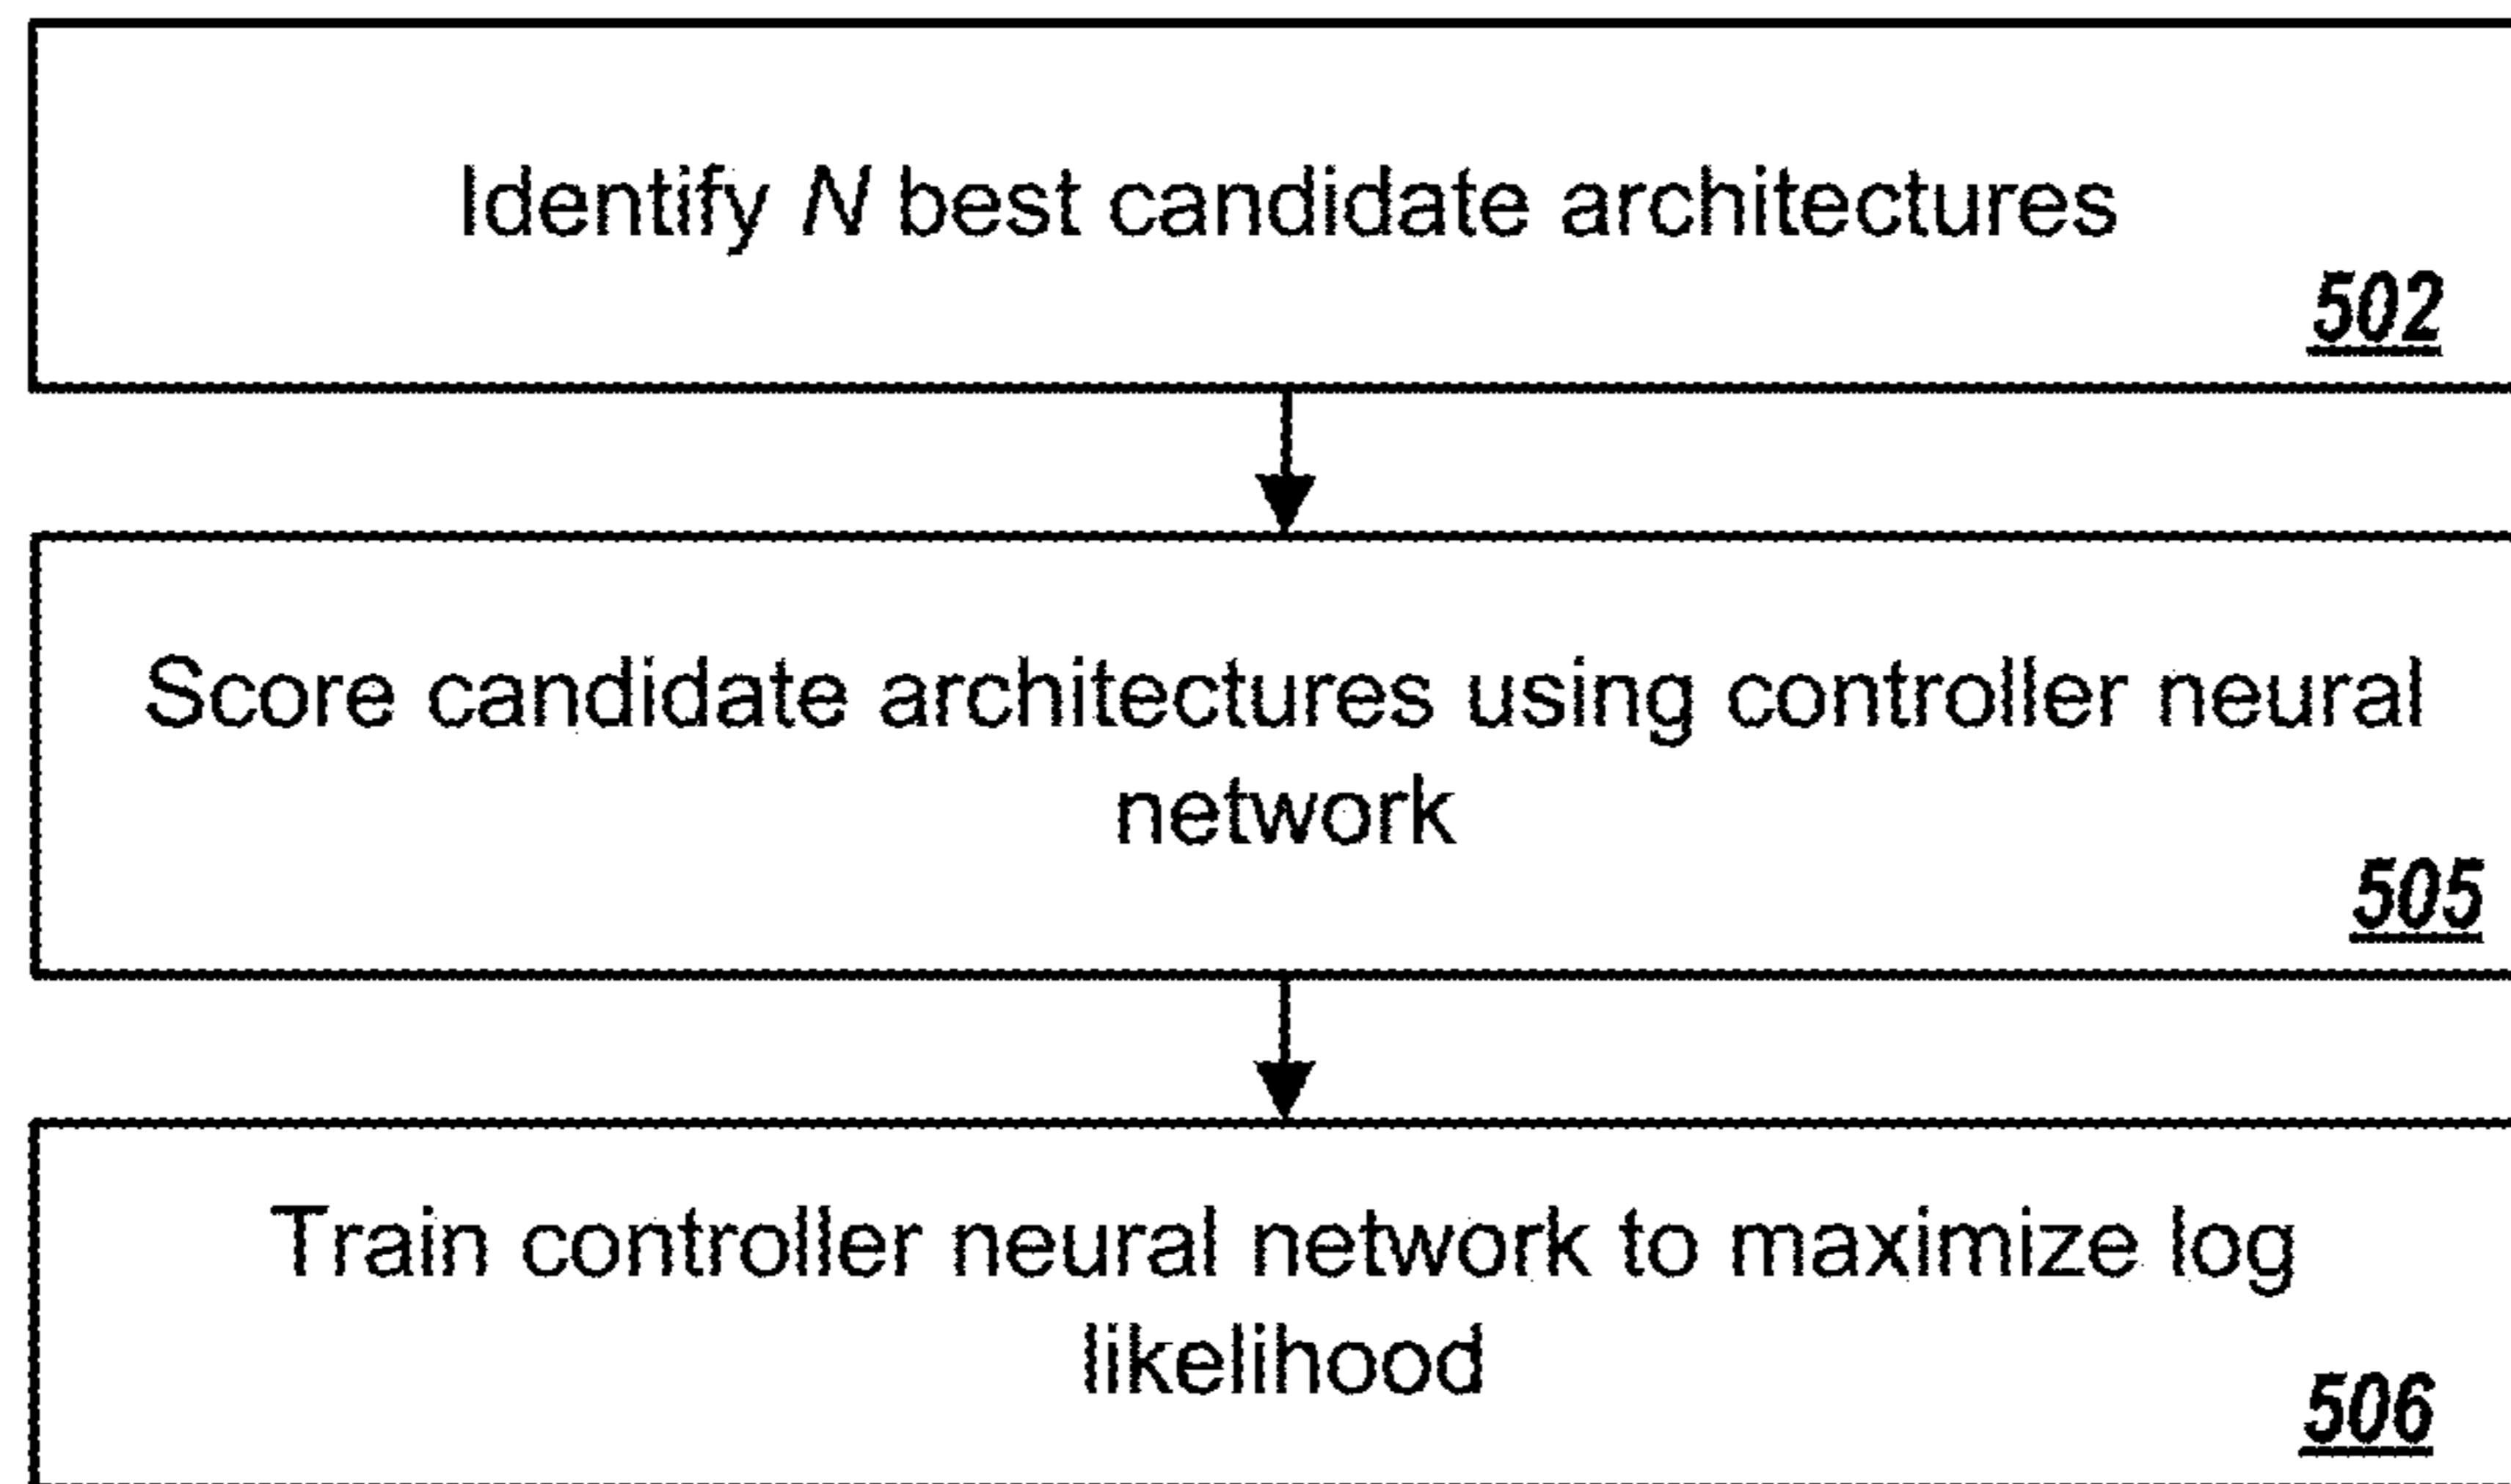 Identify N best candidate architectures
502
Score candidate architectures using controller neural
network
505
Train controller neural network to maximize log
likelihood
506